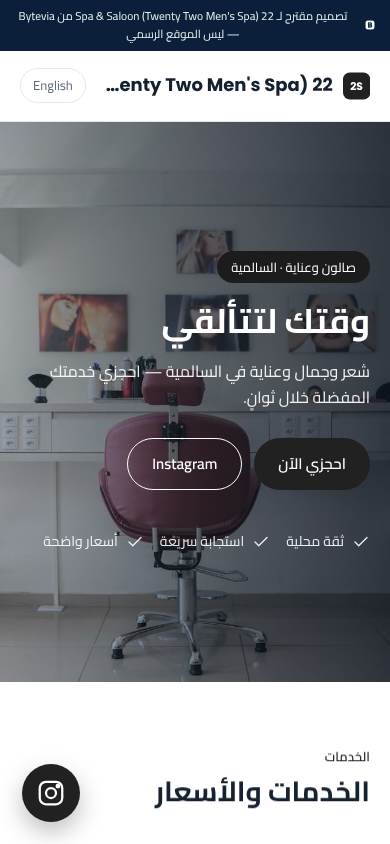 تصميم مقترح لـ 22 Spa & Saloon (Twenty Two Men's Spa) من Bytevia
— ليس الموقع الرسمي
B
2S
22 (enty Two Men's Spa...
English
صالون وعناية · السالمية
وقتك لتتألقي
شعر وجمال وعناية في السالمية — احجزي خدمتك
المفضلة خلال ثوانٍ.
احجزي الآن
Instagram
ثقة محلية
استجابة سريعة
أسعار واضحة
الخدمات
الخدمات والأسعار